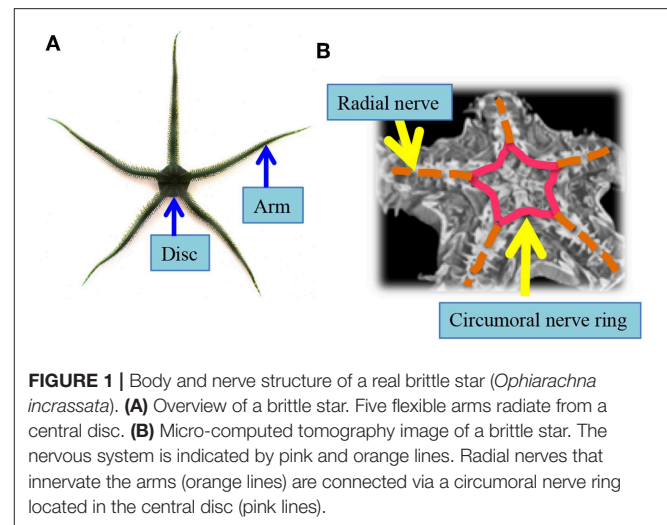 A
B
Radial nerve
Arm
Disc
Circumoral nerve ring
FIGURE 1 | Body and nerve structure of a real brittle star (Ophiarachna
incrassata). (A) Overview of a brittle star. Five flexible arms radiate from a
central disc. (B) Micro-computed tomography image of a brittle star. The
nervous system is indicated by pink and orange lines. Radial nerves that
innervate the arms (orange lines) are connected via a circumoral nerve ring
located in the central disc (pink lines).